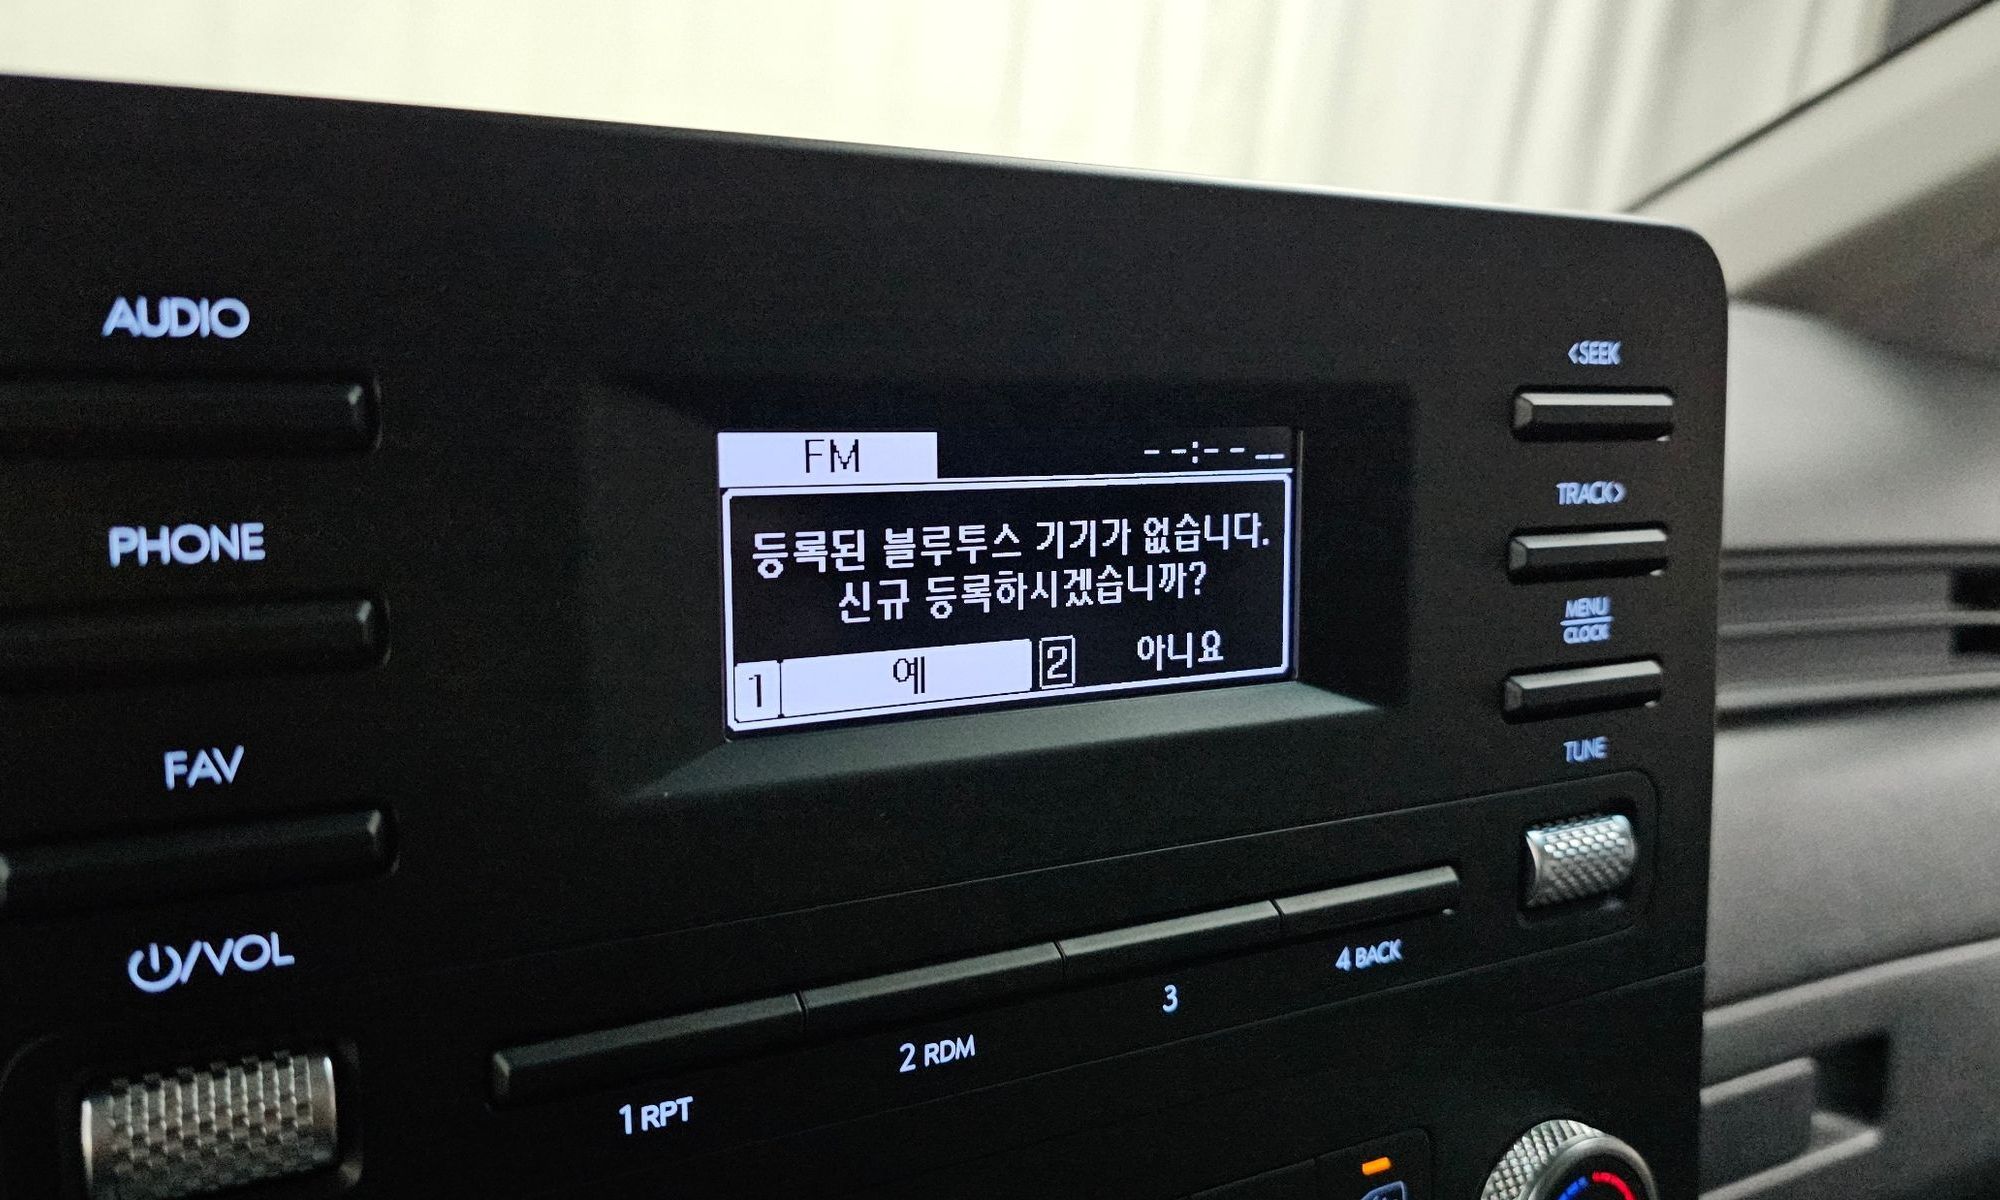 AUDIO
PHONE
FAV
/VOL
FM
--:-- __
등록된 블루투스 기기가 없습니다.
신규 등록하시겠습니까?
1 예 2 아니요
<SEEK
TRACK>
MENU
CLOCK
TUNE
1 RPT
2 RDM
3
4 BACK